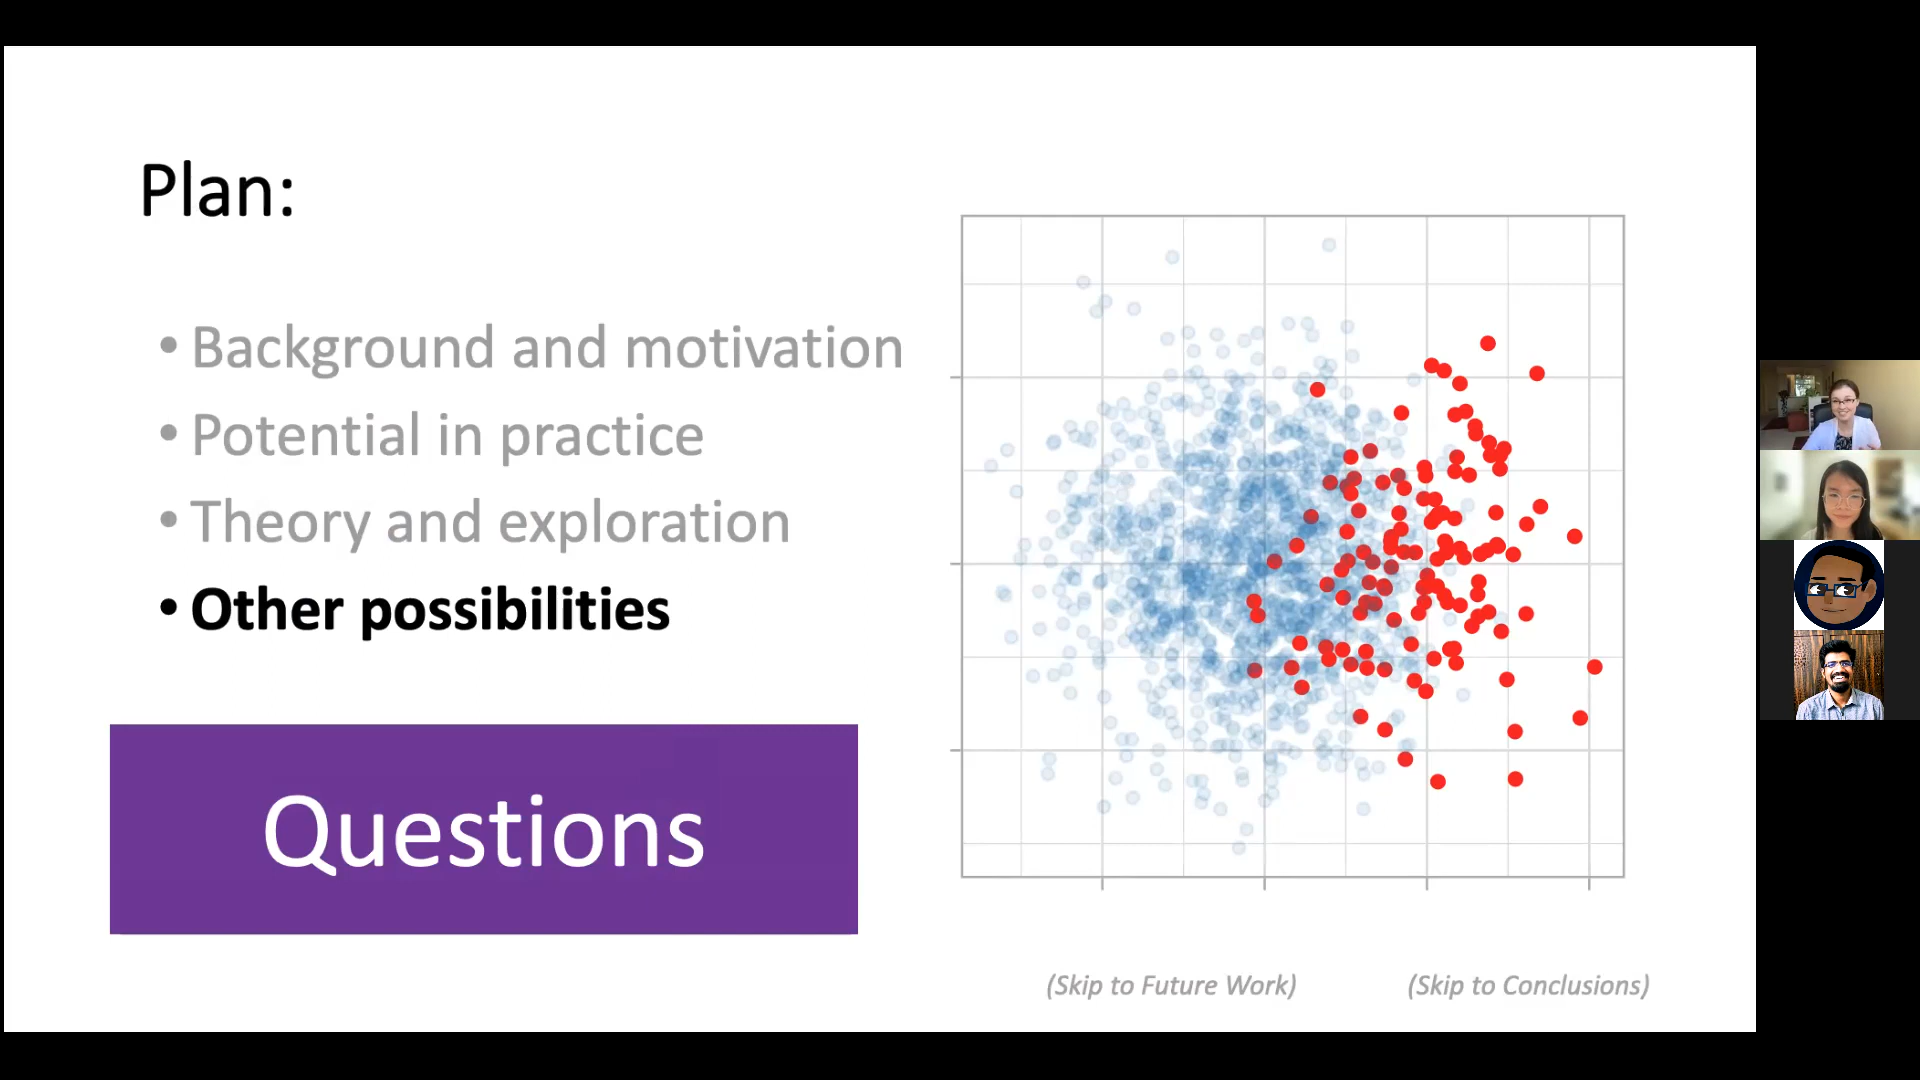 Plan:
• Background and motivation
• Potential in practice
• Theory and exploration
• Other possibilities
Questions
(Skip to Future Work)
(Skip to Conclusions)